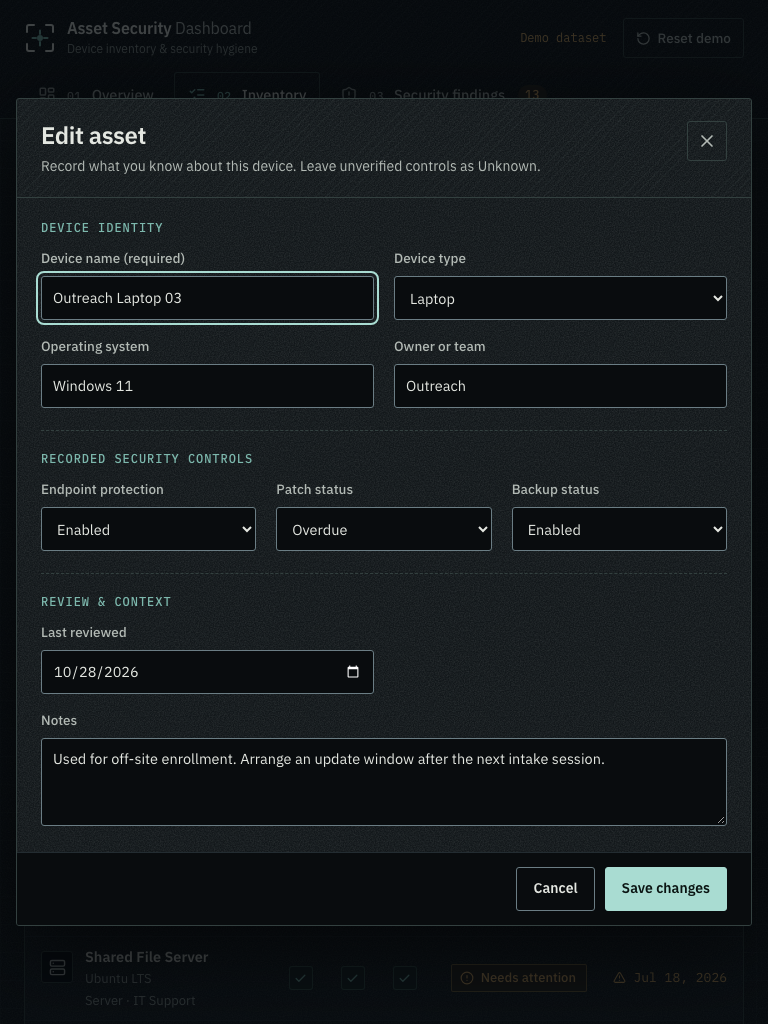 Asset Security Dashboard
Device inventory & security hygiene
Demo dataset
Reset demo
01 Overview
02 Inventory
03 Security findings 13
Edit asset
Record what you know about this device. Leave unverified controls as Unknown.
DEVICE IDENTITY
Device name (required)
Device type
Outreach Laptop 03
Laptop
Operating system
Owner or team
Windows 11
Outreach
RECORDED SECURITY CONTROLS
Endpoint protection
Patch status
Backup status
Enabled
Overdue
Enabled
REVIEW & CONTEXT
Last reviewed
10/28/2026
Notes
Used for off-site enrollment. Arrange an update window after the next intake session.
Cancel
Save changes
Shared File Server
Ubuntu LTS
Server · IT Support
Needs attention
Jul 18, 2026